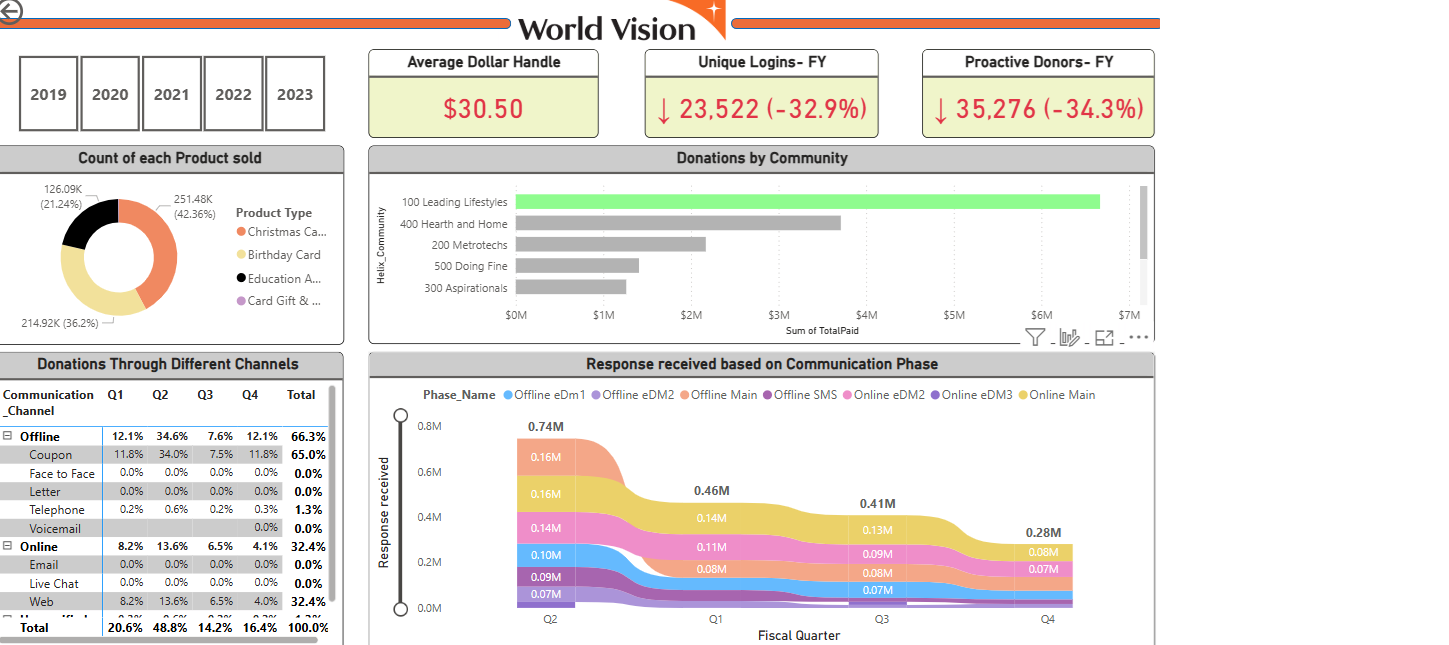 World Vision
2019 2020 2021 2022 2023
Average Dollar Handle
$30.50
Unique Logins- FY
↓ 23,522 (-32.9%)
Proactive Donors- FY
↓ 35,276 (-34.3%)
Count of each Product sold
126.09K
(21.24%)
251.48K
(42.36%)
214.92K (36.2%)
Product Type
Christmas Ca...
Birthday Card
Education A...
Card Gift & ...
Donations by Community
Helix_Community
100 Leading Lifestyles
400 Hearth and Home
200 Metrotechs
500 Doing Fine
300 Aspirationals
$0M $1M $2M $3M $4M $5M $6M $7M
Sum of TotalPaid
Donations Through Different Channels
Communication Q1 Q2 Q3 Q4 Total
_Channel
Offline 12.1% 34.6% 7.6% 12.1% 66.3%
Coupon 11.8% 34.0% 7.5% 11.8% 65.0%
Face to Face 0.0% 0.0% 0.0% 0.0% 0.0%
Letter 0.0% 0.0% 0.0% 0.0% 0.0%
Telephone 0.2% 0.6% 0.2% 0.3% 1.3%
Voicemail 0.0% 0.0%
Online 8.2% 13.6% 6.5% 4.1% 32.4%
Email 0.0% 0.0% 0.0% 0.0% 0.0%
Live Chat 0.0% 0.0% 0.0% 0.0% 0.0%
Web 8.2% 13.6% 6.5% 4.0% 32.4%
Total 20.6% 48.8% 14.2% 16.4% 100.0%
Response received based on Communication Phase
Phase_Name Offline eDm1 Offline eDM2 Offline Main Offline SMS Online eDM2 Online eDM3 Online Main
Response received
0.8M
0.6M
0.4M
0.2M
0.0M
0.74M
0.16M
0.16M
0.14M
0.10M
0.09M
0.07M
0.46M
0.14M
0.11M
0.08M
0.41M
0.13M
0.09M
0.08M
0.07M
0.28M
0.08M
0.07M
Q2 Q1 Q3 Q4
Fiscal Quarter